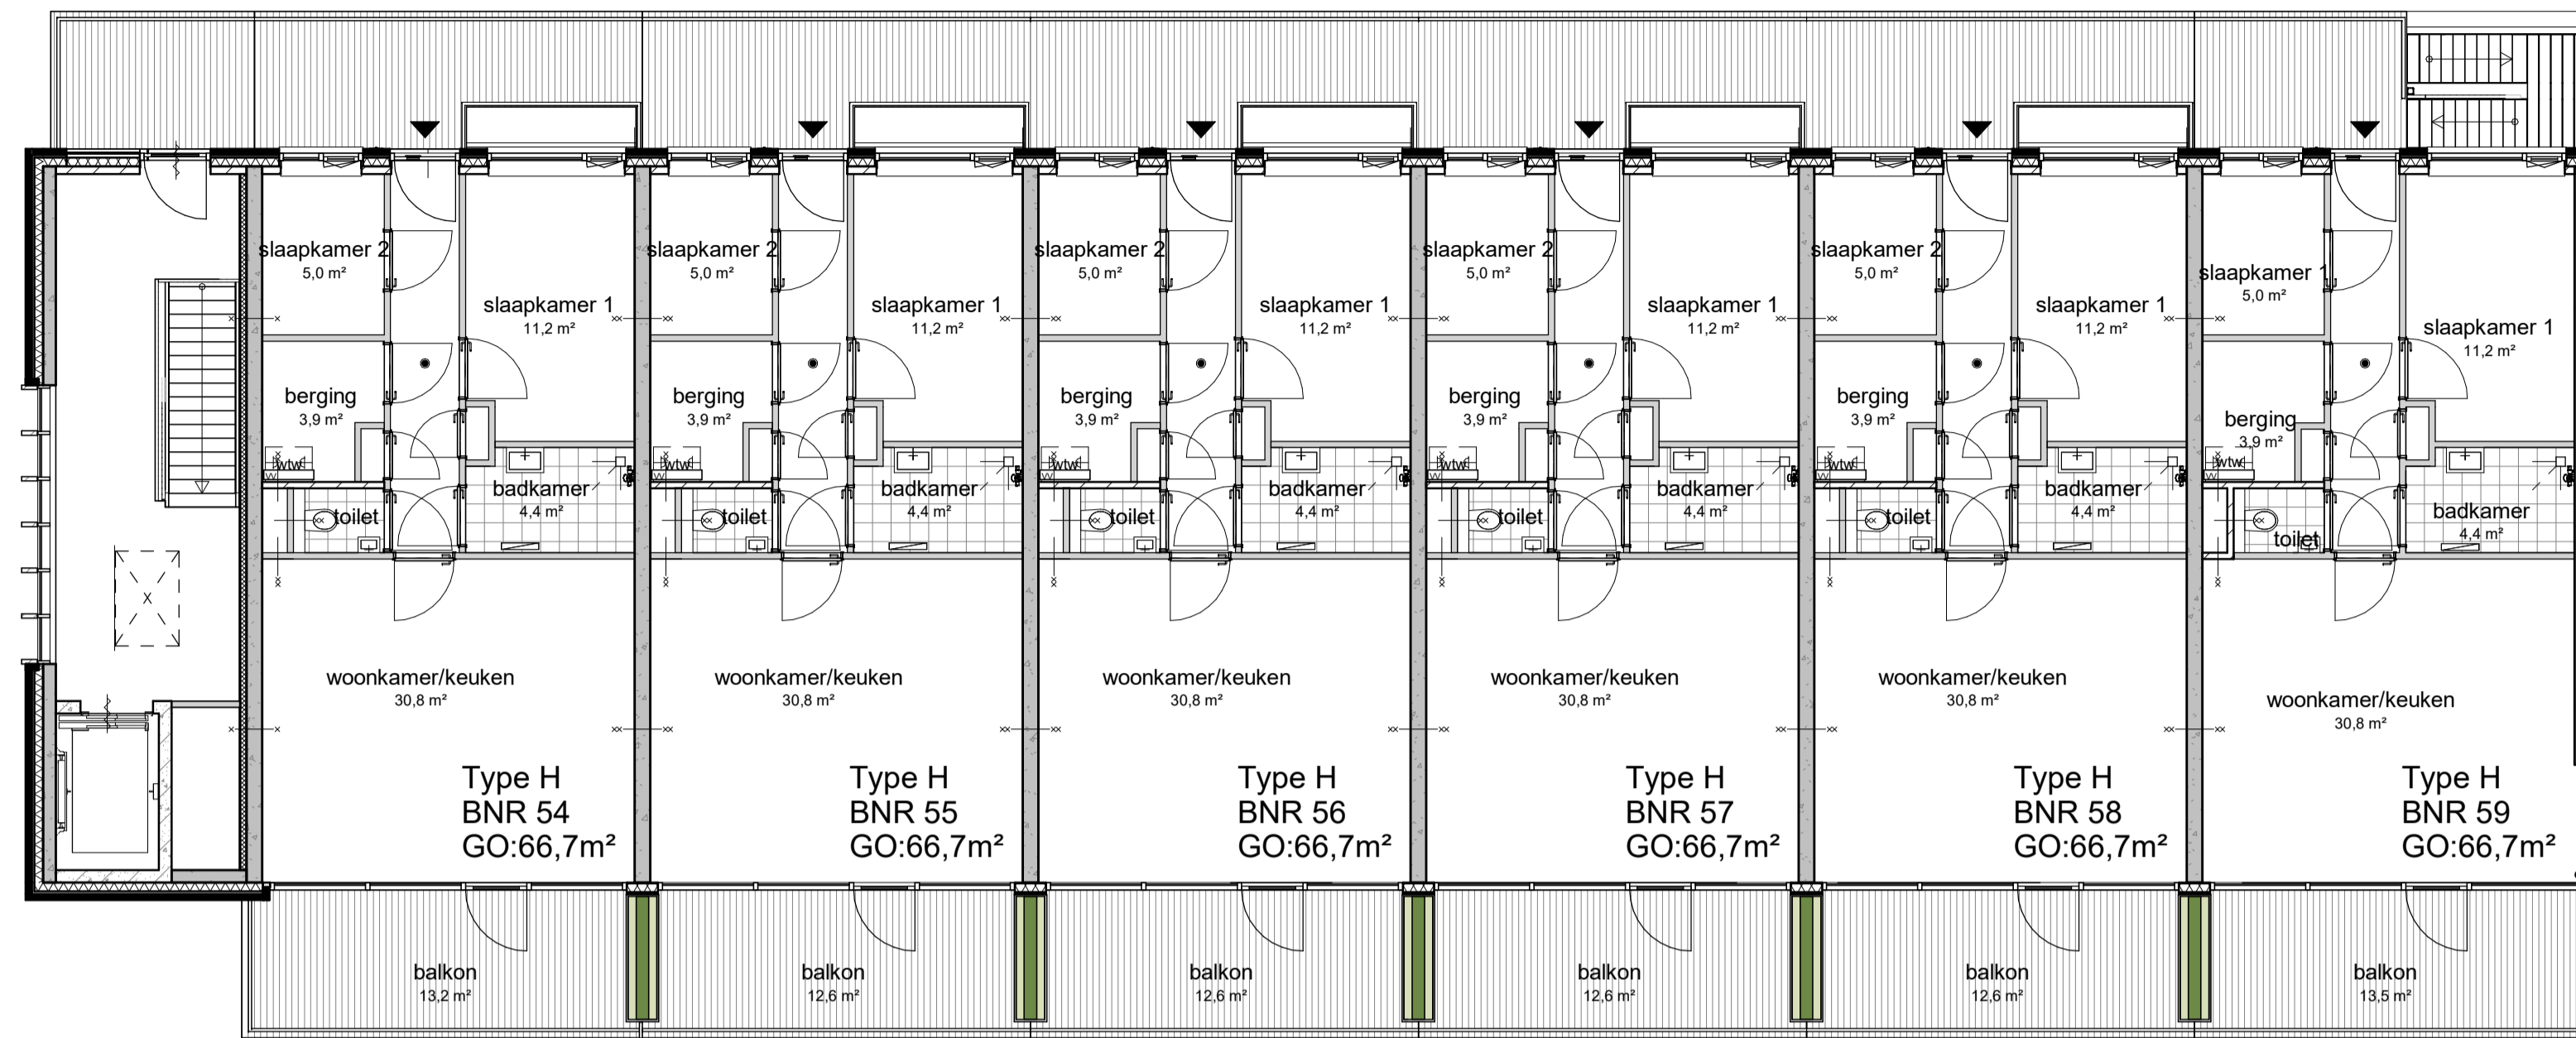 slaapkamer 2
5,0 m²
slaapkamer 1
11,2 m²
berging
3,9 m²
wtw
badkamer
4,4 m²
toilet
woonkamer/keuken
30,8 m²
Type H
BNR 54
GO:66,7m²
balkon
13,2 m²
slaapkamer 2
5,0 m²
slaapkamer 1
11,2 m²
berging
3,9 m²
wtw
badkamer
4,4 m²
toilet
woonkamer/keuken
30,8 m²
Type H
BNR 55
GO:66,7m²
balkon
12,6 m²
slaapkamer 2
5,0 m²
slaapkamer 1
11,2 m²
berging
3,9 m²
wtw
badkamer
4,4 m²
toilet
woonkamer/keuken
30,8 m²
Type H
BNR 56
GO:66,7m²
balkon
12,6 m²
slaapkamer 2
5,0 m²
slaapkamer 1
11,2 m²
berging
3,9 m²
wtw
badkamer
4,4 m²
toilet
woonkamer/keuken
30,8 m²
Type H
BNR 57
GO:66,7m²
balkon
12,6 m²
slaapkamer 2
5,0 m²
slaapkamer 1
11,2 m²
berging
3,9 m²
wtw
badkamer
4,4 m²
toilet
woonkamer/keuken
30,8 m²
Type H
BNR 58
GO:66,7m²
balkon
12,6 m²
slaapkamer 1
5,0 m²
slaapkamer 1
11,2 m²
berging
3,9 m²
wtw
badkamer
4,4 m²
toilet
woonkamer/keuken
30,8 m²
Type H
BNR 59
GO:66,7m²
balkon
13,5 m²